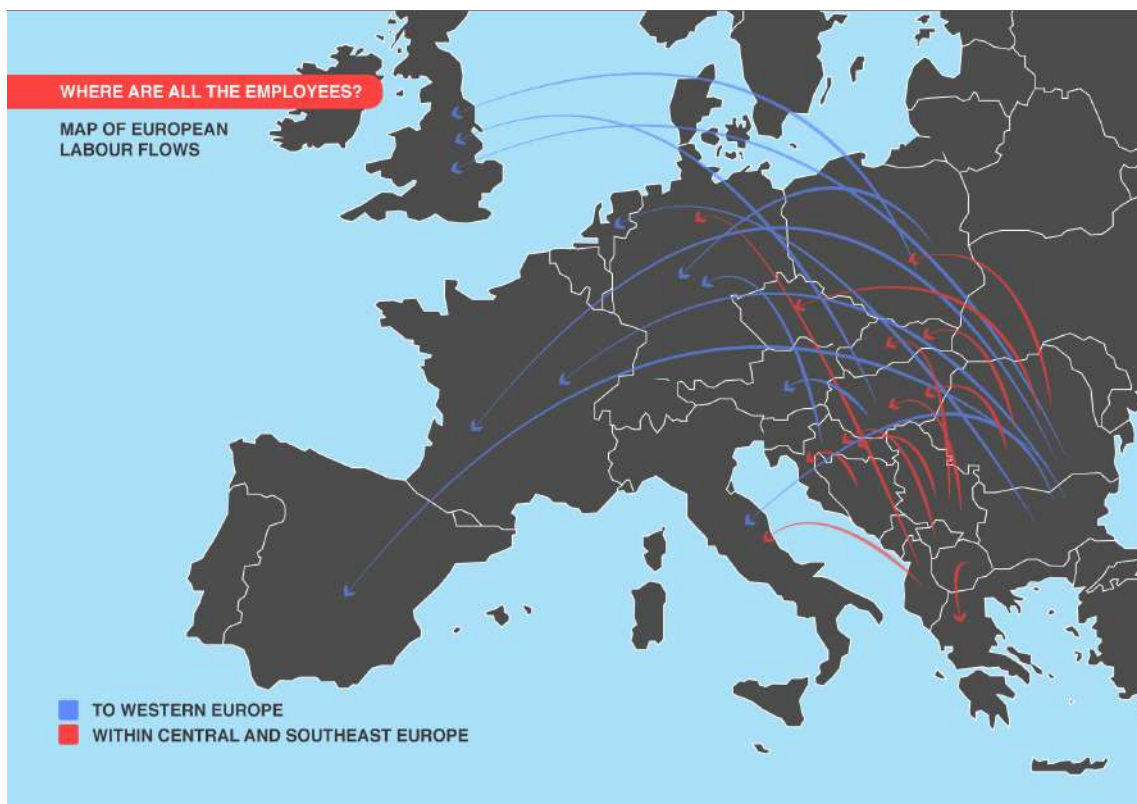 WHERE ARE ALL THE EMPLOYEES?
MAP OF EUROPEAN
LABOUR FLOWS
TO WESTERN EUROPE
WITHIN CENTRAL AND SOUTHEAST EUROPE